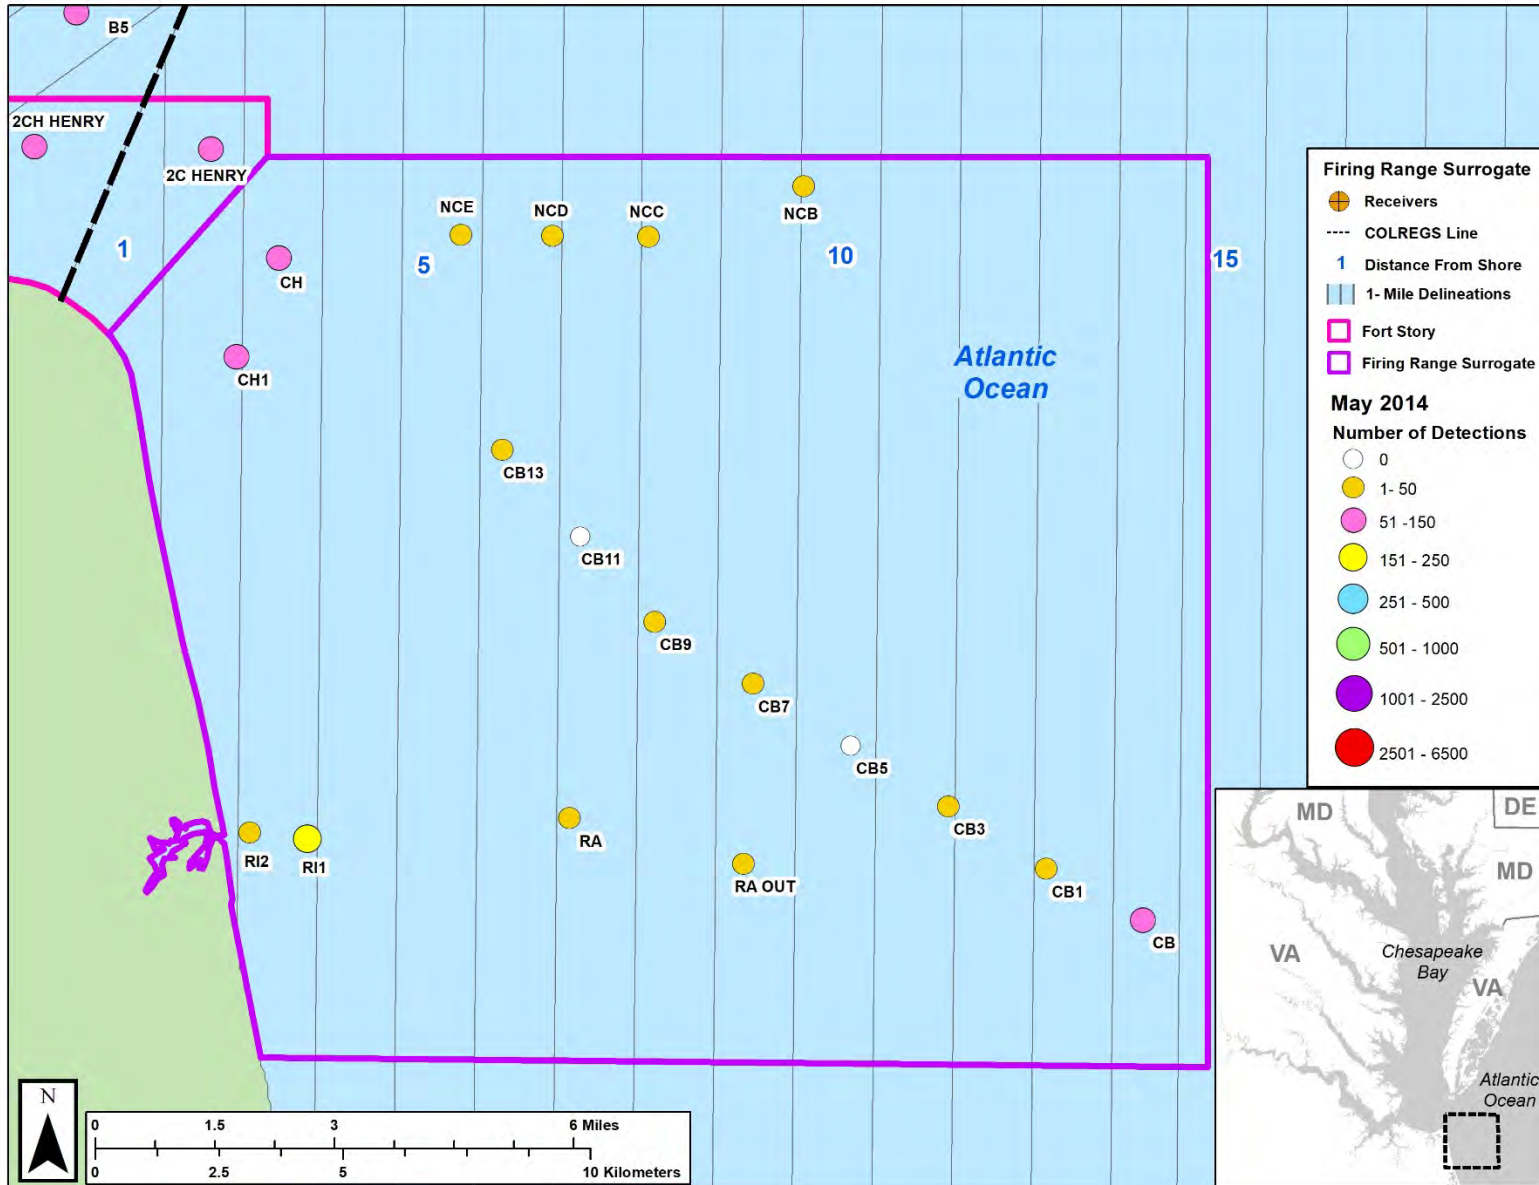 B5
2CH HENRY
2C HENRY
1
NCE
NCD
NCC
NCB
CH
5
10
15
CH1
Atlantic
Ocean
CB13
CB11
CB9
CB7
CB5
CB3
RI2
RI1
RA
RA OUT
CB1
CB
N
0 1.5 3 6 Miles
0 2.5 5 10 Kilometers
Firing Range Surrogate
Receivers
COLREGS Line
1 Distance From Shore
1- Mile Delineations
Fort Story
Firing Range Surrogate
May 2014
Number of Detections
0
1- 50
51 -150
151 - 250
251 - 500
501 - 1000
1001 - 2500
2501 - 6500
MD
DE
MD
VA
Chesapeake
Bay
VA
Atlantic
Ocean